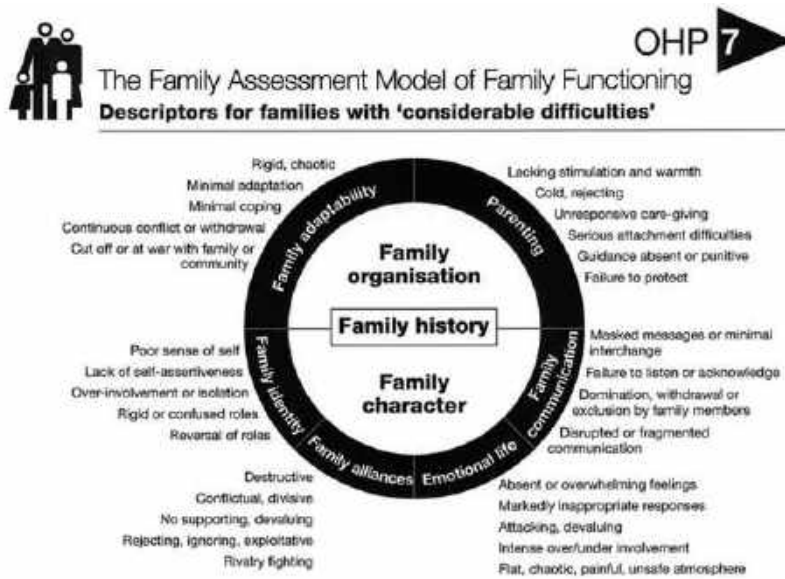 OHP 7
The Family Assessment Model of Family Functioning
Descriptors for families with ‘considerable difficulties’
Rigid, chaotic
Minimal adaptation
Minimal coping
Continuous conflict or withdrawal
Cut off or at war with family or
community
Family adaptability
Parenting
Lacking stimulation and warmth
Cold, rejecting
Unresponsive care-giving
Serious attachment difficulties
Guidance absent or punitive
Failure to protect
Family
organisation
Family history
Family
character
Poor sense of self
Lack of self-assertiveness
Over-involvement or isolation
Rigid or confused roles
Reversal of roles
Family identity
Family
communication
Masked messages or minimal
interchange
Failure to listen or acknowledge
Domination, withdrawal or
exclusion by family members
Disrupted or fragmented
communication
Family alliances
Emotional life
Destructive
Conflictual, divisive
No supporting, devaluing
Rejecting, ignoring, exploitative
Rivalry fighting
Absent or overwhelming feelings
Markedly inappropriate responses
Attacking, devaluing
Intense over/under involvement
Flat, chaotic, painful, unsafe atmosphere